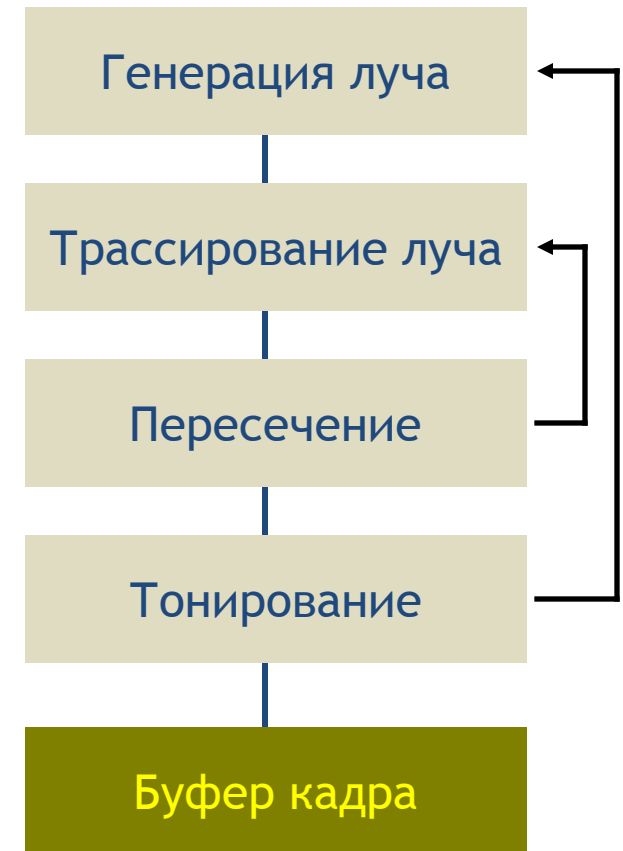 Генерация луча
Трассирование луча
Пересечение
Тонирование
Буфер кадра